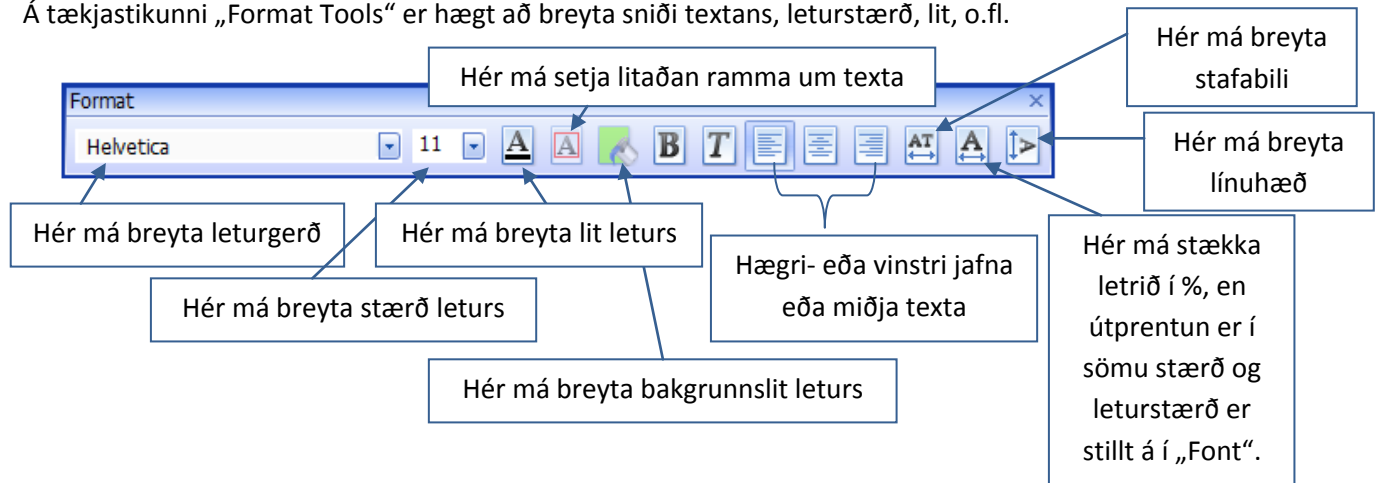 Á tækjastikunni „Format Tools“ er hægt að breyta sniði textans, leturstærð, lit, o.fl.
Hér má breyta
stafabili
Hér má setja litaðan ramma um texta
Format
Helvetica
11
A
A
B
T
AT
A
A
Hér má breyta
línuhæð
Hér má breyta leturgerð
Hér má breyta lit leturs
Hægri- eða vinstri jafna
eða miðja texta
Hér má stækka
letrið í %, en
útprentun er í
sömu stærð og
leturstærð er
stillt á í „Font“.
Hér má breyta stærð leturs
Hér má breyta bakgrunnslit leturs